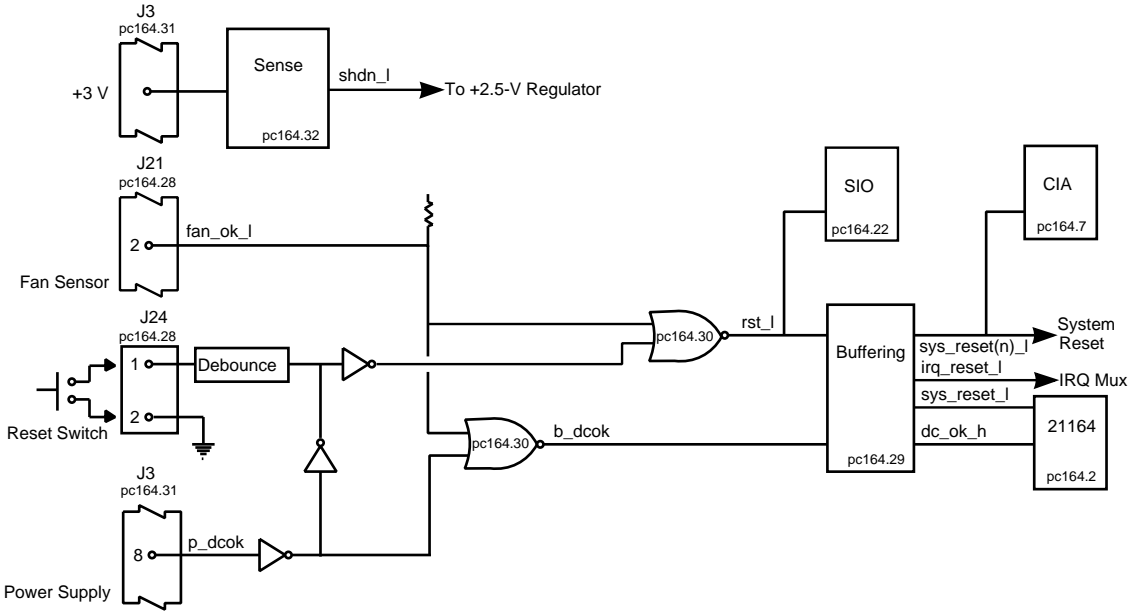 J3
pc164.31
+3 V
Sense
pc164.32
shdn_l
To +2.5-V Regulator
J21
pc164.28
2
fan_ok_l
Fan Sensor
SIO
pc164.22
CIA
pc164.7
J24
pc164.28
1
2
Debounce
Reset Switch
pc164.30
rst_l
Buffering
pc164.29
sys_reset(n)_l
System
Reset
irq_reset_l
IRQ Mux
sys_reset_l
dc_ok_h
21164
pc164.2
pc164.30
b_dcok
J3
pc164.31
8
p_dcok
Power Supply